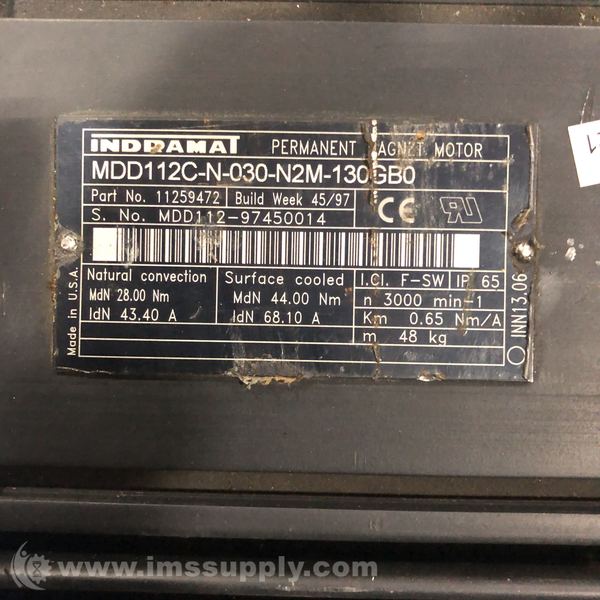 INDRAMAT PERMANENT MAGNET MOTOR
MDD112C-N-030-N2M-130GB0
Part No. 11259472 Build Week 45/97
S. No. MDD112-97450014
CE RU
Natural convection Surface cooled I.Cl. F-SW IP 65
MdN 28.00 Nm MdN 44.00 Nm n 3000 min-1
IdN 43.40 A IdN 68.10 A Km 0.65 Nm/A
m 48 kg
Made in U.S.A.
INN13.06
www.imssupply.com